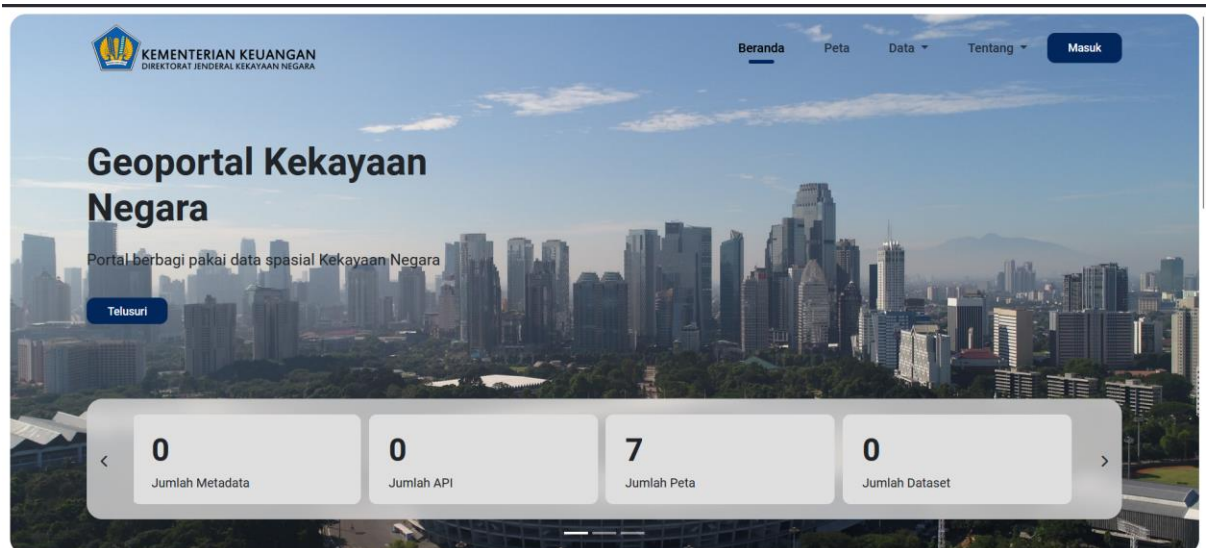 KEMENTERIAN KEUANGAN
DIREKTORAT JENDERAL KEKAYAAN NEGARA
Beranda Peta Data Tentang Masuk
Geoportal Kekayaan
Negara
Portal berbagi pakai data spasial Kekayaan Negara
Telusuri
0 0 7 0
Jumlah Metadata Jumlah API Jumlah Peta Jumlah Dataset